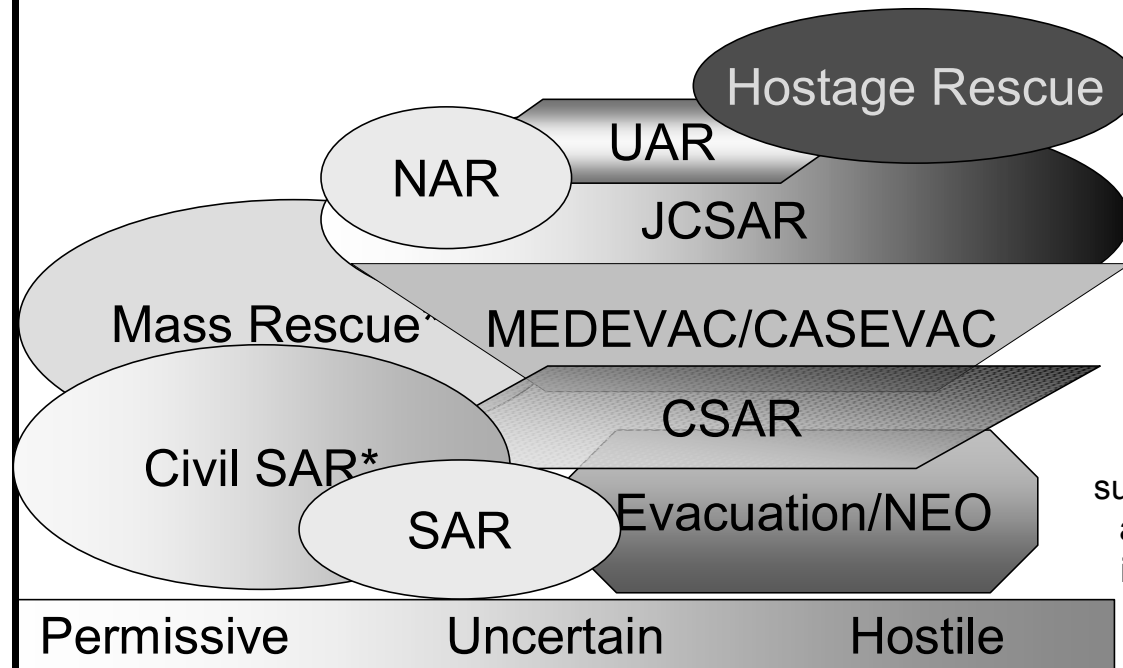 Hostage Rescue
UAR
NAR
JCSAR
Mass Rescue*
MEDEVAC/CASEVAC
CSAR
Civil SAR*
Evacuation/NEO
SAR
Permissive Uncertain Hostile